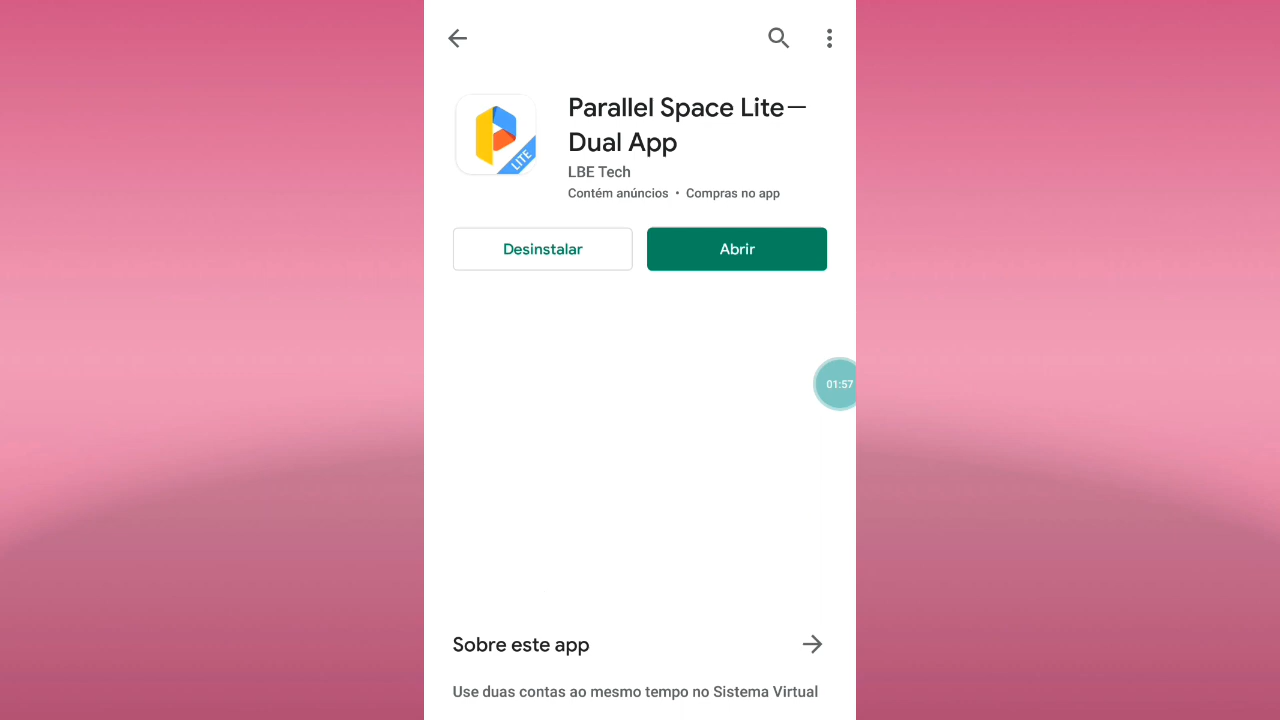 Parallel Space Lite—
Dual App
LITE
LBE Tech
Contém anúncios • Compras no app
Desinstalar
Abrir
01:57
Sobre este app
Use duas contas ao mesmo tempo no Sistema Virtual